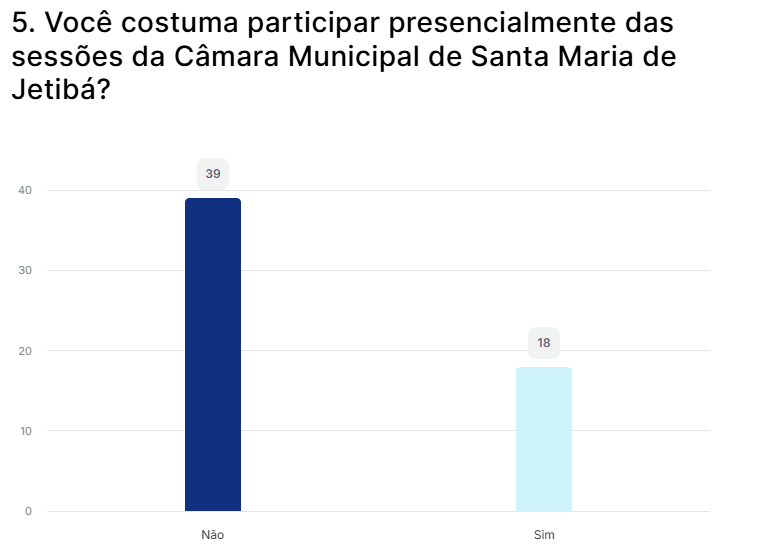 5. Você costuma participar presencialmente das
sessões da Câmara Municipal de Santa Maria de
Jetibá?
39
40
30
18
20
10
0
Não
Sim